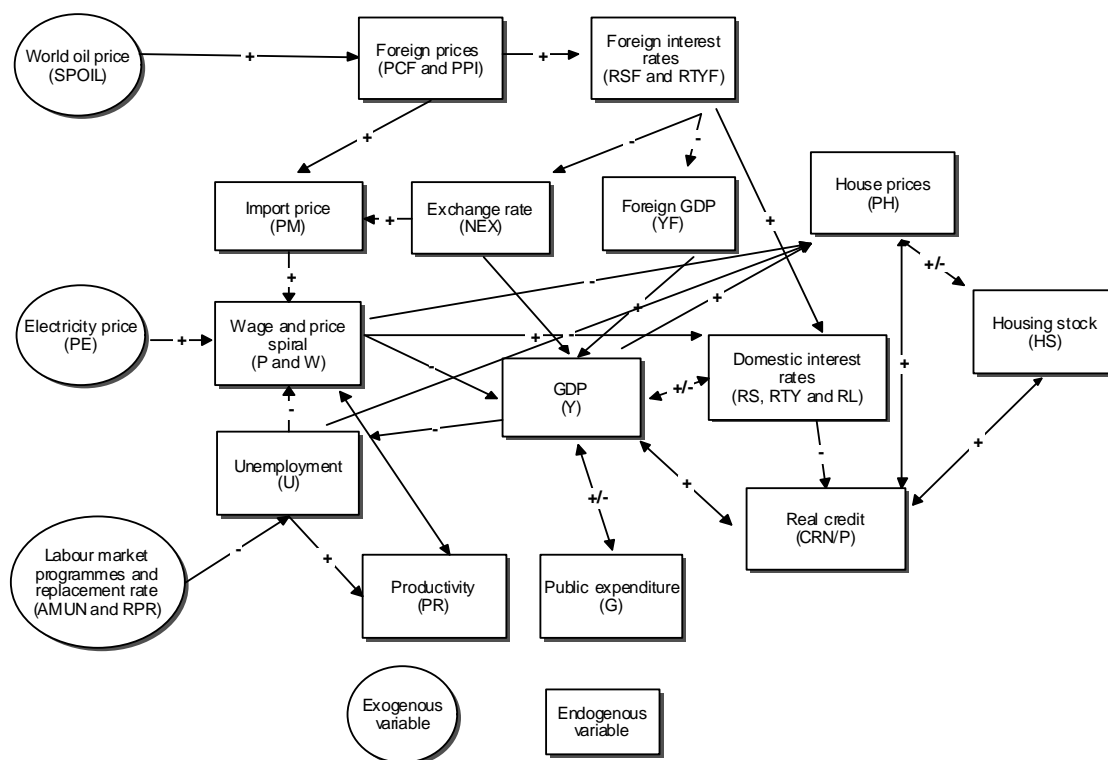 World oil price
(SPOIL)
+
Foreign prices
(PCF and PPI)
+
Foreign interest
rates
(RSF and RTYF)
+
-
-
+
Import price
(PM)
+
Exchange rate
(NEX)
Foreign GDP
(YF)
House prices
(PH)
+
-
+
+/-
Electricity price
(PE)
+
Wage and price
spiral
(P and W)
+
-
-
Domestic interest
rates
(RS, RTY and RL)
Housing stock
(HS)
-
GDP
(Y)
+/-
+
-
Unemployment
(U)
-
+
+
+/-
Real credit
(CRN/P)
Labour market
programmes and
replacement rate
(AMUN and RPR)
-
+
Productivity
(PR)
Public expenditure
(G)
Exogenous
variable
Endogenous
variable